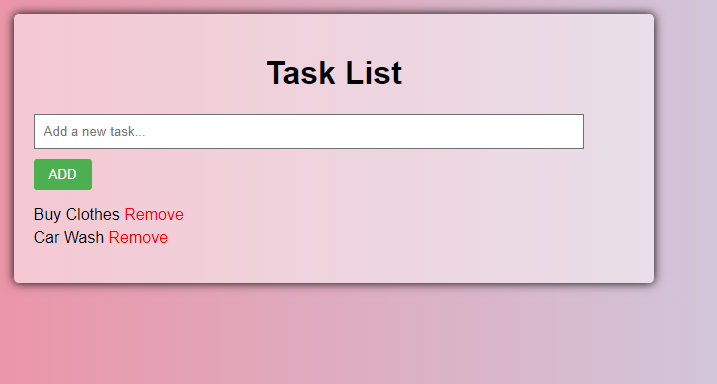 Task List
Add a new task...
ADD
Buy Clothes Remove
Car Wash Remove